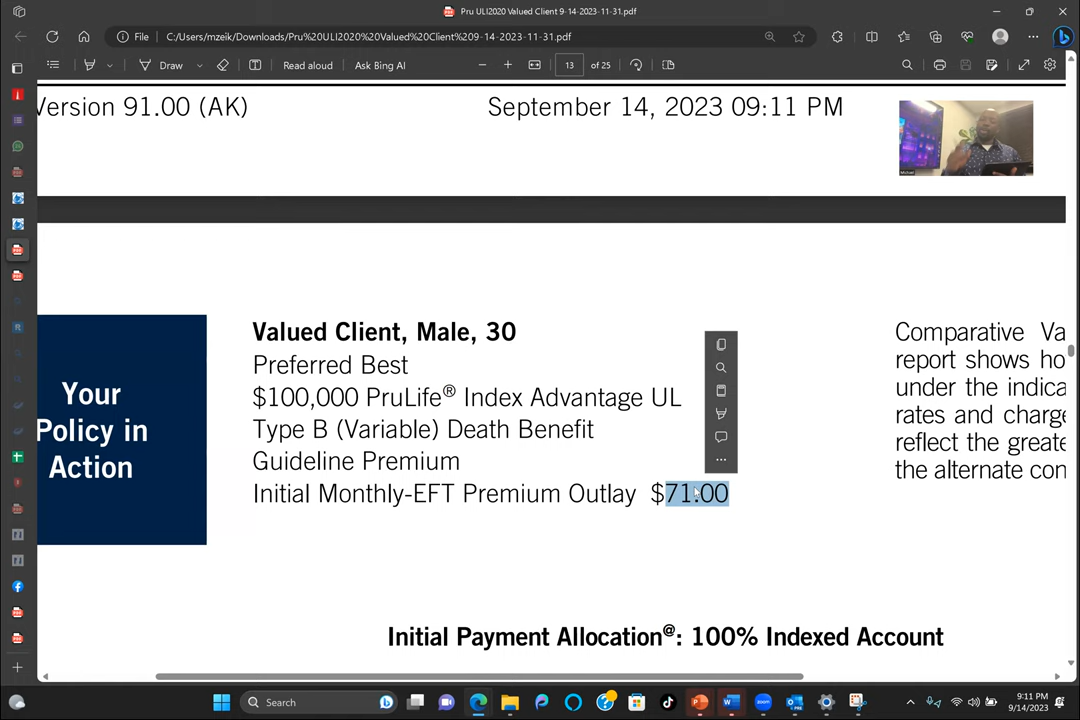 Pru ULI2020 Valued Client 9-14-2023-11-31.pdf
File
C:/Users/mzeik/Downloads/Pru%20ULI2020%20Valued%20Client%209-14-2023-11-31.pdf
Draw
Read aloud
Ask Bing AI
13
of 25
Version 91.00 (AK)
September 14, 2023 09:11 PM
Michael
Your
Policy in
Action
Valued Client, Male, 30
Preferred Best
$100,000 PruLife® Index Advantage UL
Type B (Variable) Death Benefit
Guideline Premium
Initial Monthly-EFT Premium Outlay $71.00
Comparative Va
report shows ho
under the indica
rates and charge
reflect the greate
the alternate con
Initial Payment Allocation@: 100% Indexed Account
Search
9:11 PM
9/14/2023